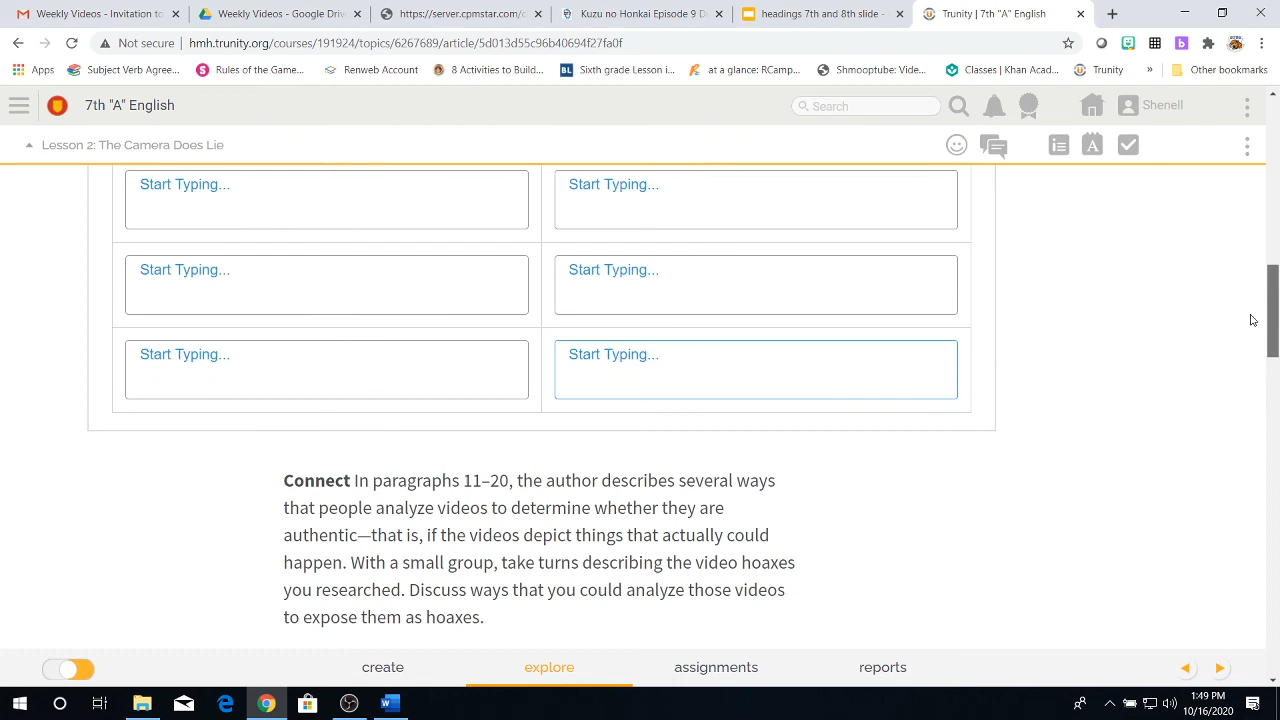 Weekly Videos - Invitation to
Weekly Videos - Google Drive
https://server.cpmstar.com/c
Kuzu no Honkai Episode 9 D
headings 7th and 8th slide -
Trunity | 7th "A" English
Not secure
hmh.trunity.org/courses/191924/topics/6267369/article/5d013d55c96b40694f27fa0f
Apps
Subject Verb Agree...
Rules of the Game...
Renweb Account
Activities to Build...
BL
Sixth grade Lesson i...
at a glance: RCamp...
Shmooptube: Vide...
Classes | Khan Acad...
Trunity
»
Other bookmarks
7th "A" English
Search
Shenell
Lesson 2: The Camera Does Lie
Start Typing...
Start Typing...
Start Typing...
Start Typing...
Start Typing...
Start Typing...
Connect In paragraphs 11–20, the author describes several ways
that people analyze videos to determine whether they are
authentic—that is, if the videos depict things that actually could
happen. With a small group, take turns describing the video hoaxes
you researched. Discuss ways that you could analyze those videos
to expose them as hoaxes.
create
explore
assignments
reports
1:49 PM
10/16/2020